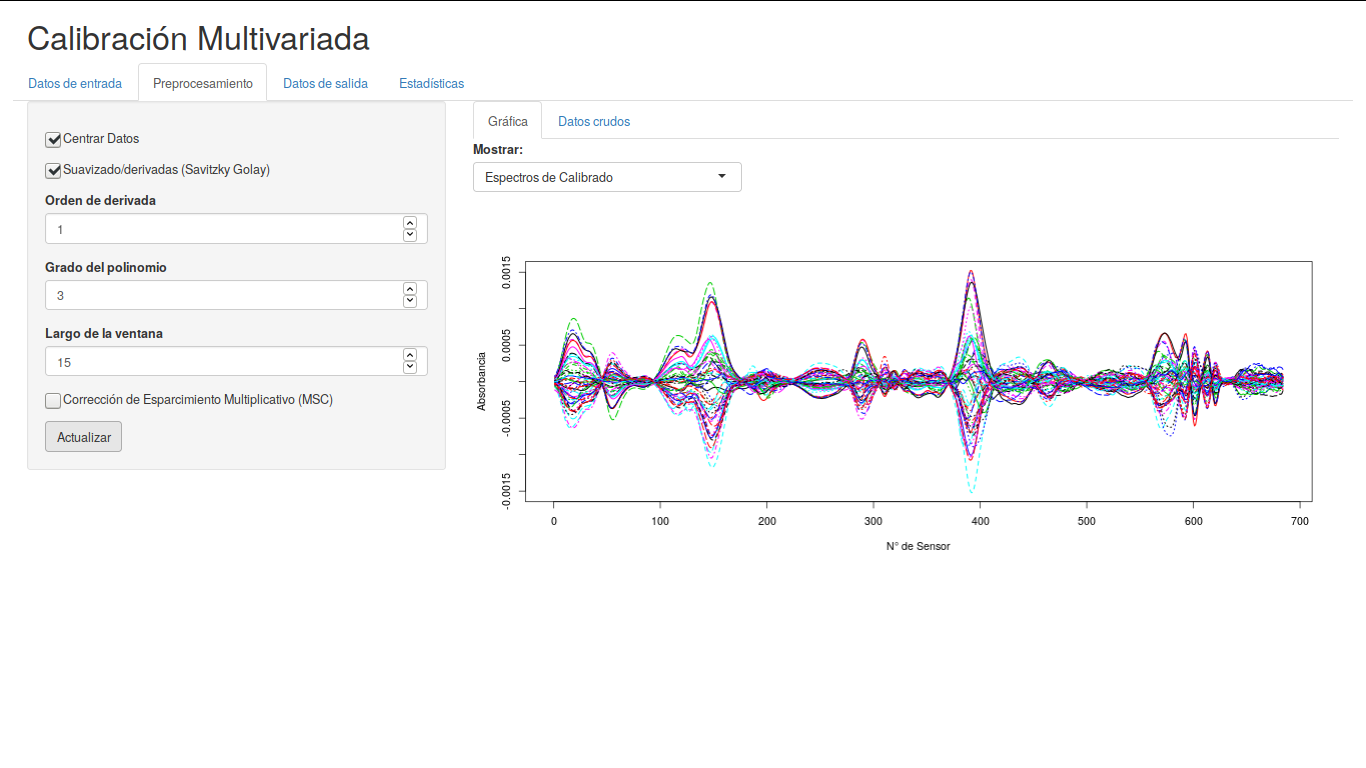 Calibración Multivariada
Datos de entrada Preprocesamiento Datos de salida Estadísticas
Centrar Datos
Suavizado/derivadas (Savitzky Golay)
Orden de derivada
1
Grado del polinomio
3
Largo de la ventana
15
Corrección de Esparcimiento Multiplicativo (MSC)
Actualizar
Gráfica Datos crudos
Mostrar:
Espectros de Calibrado
Absorbancia
0.0015
0.0005
-0.0005
-0.0015
0 100 200 300 400 500 600 700
N° de Sensor